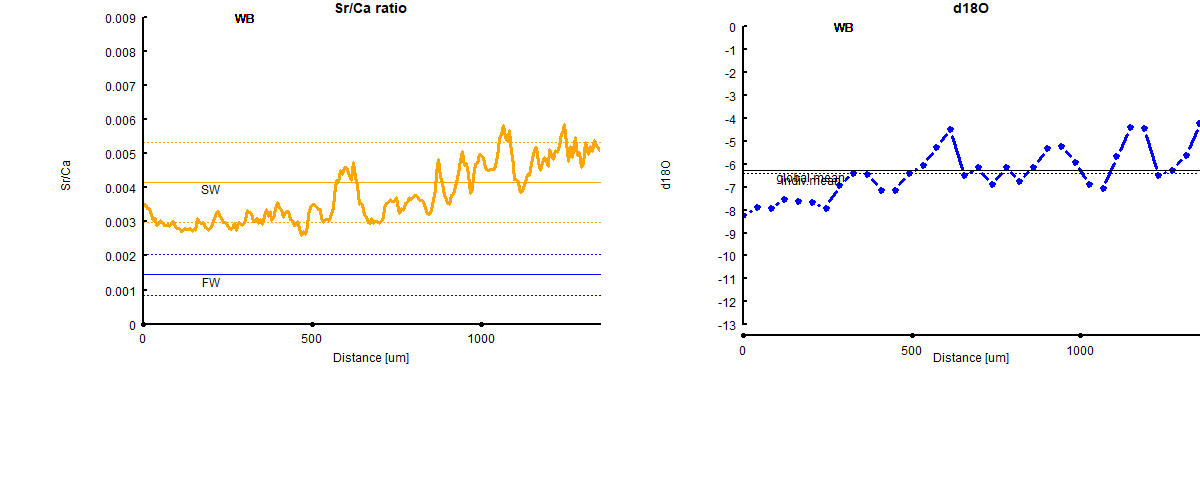 Sr/Ca ratio
WB
0.009
0.008
0.007
0.006
0.005
0.004
0.003
0.002
0.001
0
Sr/Ca
SW
FW
0
500
1000
Distance [um]
d18O
WB
0
-1
-2
-3
-4
-5
-6
-7
-8
-9
-10
-11
-12
-13
d18O
global mean
indiv.mean
0
500
1000
Distance [um]